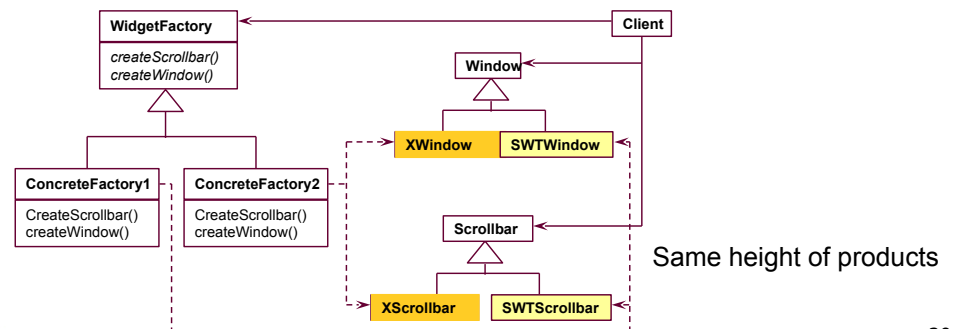 WidgetFactory
Client
createScrollbar()
createWindow()
Window
XWindow
SWTWindow
ConcreteFactory1
ConcreteFactory2
CreateScrollbar()
createWindow()
CreateScrollbar()
createWindow()
Scrollbar
Same height of products
XScrollbar
SWTScrollbar